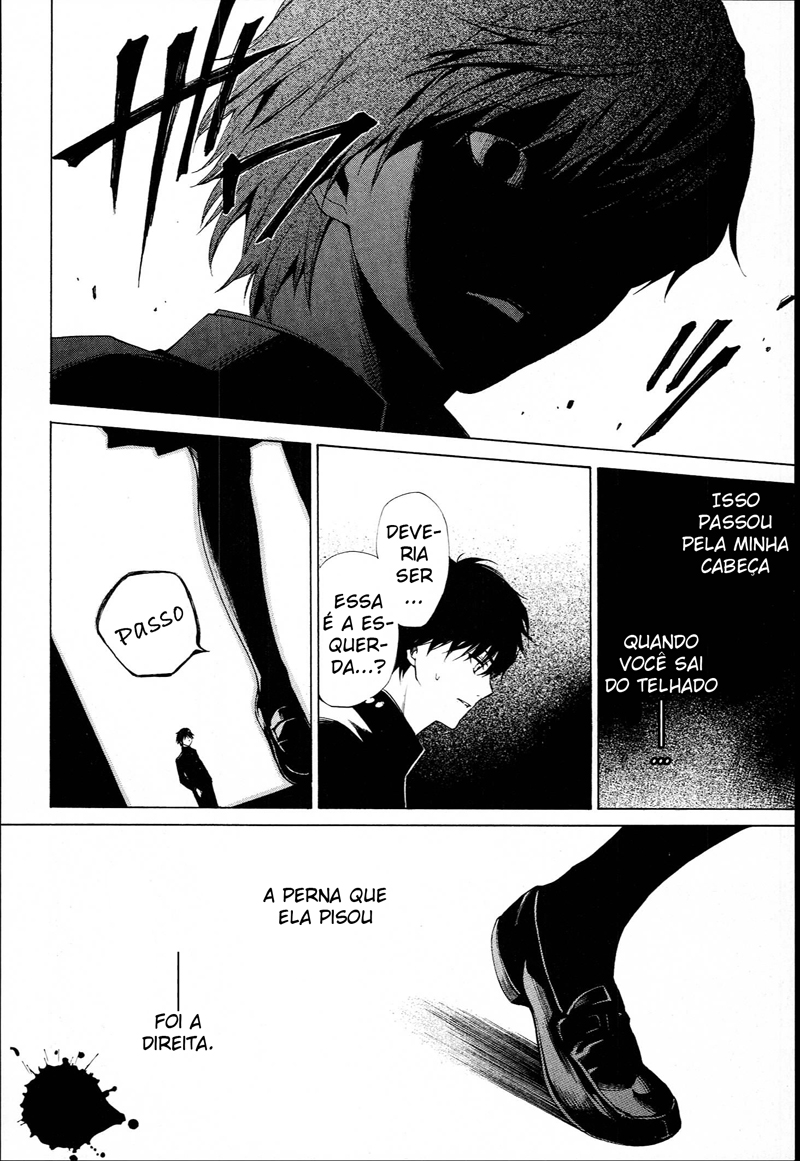 ISSO
PASSOU
PELA MINHA
CABEÇA
QUANDO
VOCÊ SAI
DO TELHADO
...
DEVE-
RIA
SER
...
ESSA
É A ES-
QUER-
DA...?
PASSO
A PERNA QUE
ELA PISOU
FOI A
DIREITA.